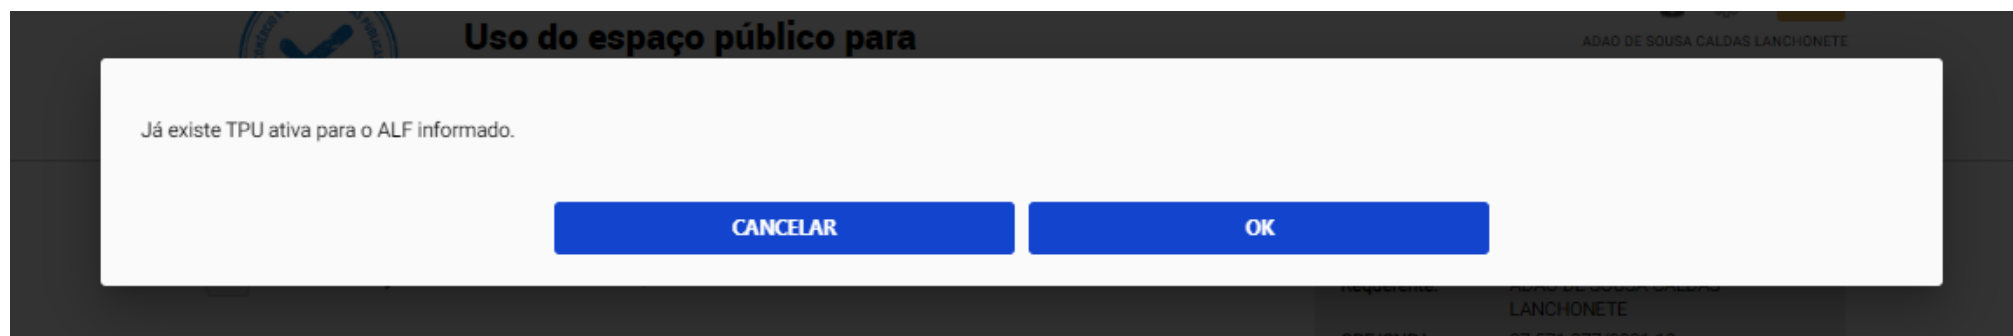 Uso do espaço público para
ADAO DE SOUSA CALDAS LANCHONETE
Já existe TPU ativa para o ALF informado.
CANCELAR
OK
LANCHONETE